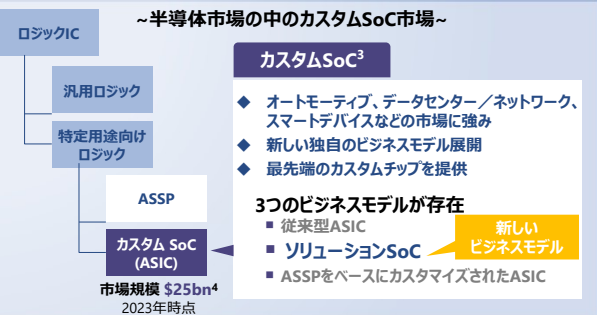 ~半導体市場の中のカスタムSoC市場~
ロジックIC
汎用ロジック
特定用途向け
ロジック
ASSP
カスタム SoC
(ASIC)
市場規模 $25bn4
2023年時点
カスタムSoC3
◆ オートモーティブ、データセンター／ネットワーク、
スマートデバイスなどの市場に強み
◆ 新しい独自のビジネスモデル展開
◆ 最先端のカスタムチップを提供
3つのビジネスモデルが存在
■ 従来型ASIC
■ ソリューションSoC
■ ASSPをベースにカスタマイズされたASIC
新しい
ビジネスモデル